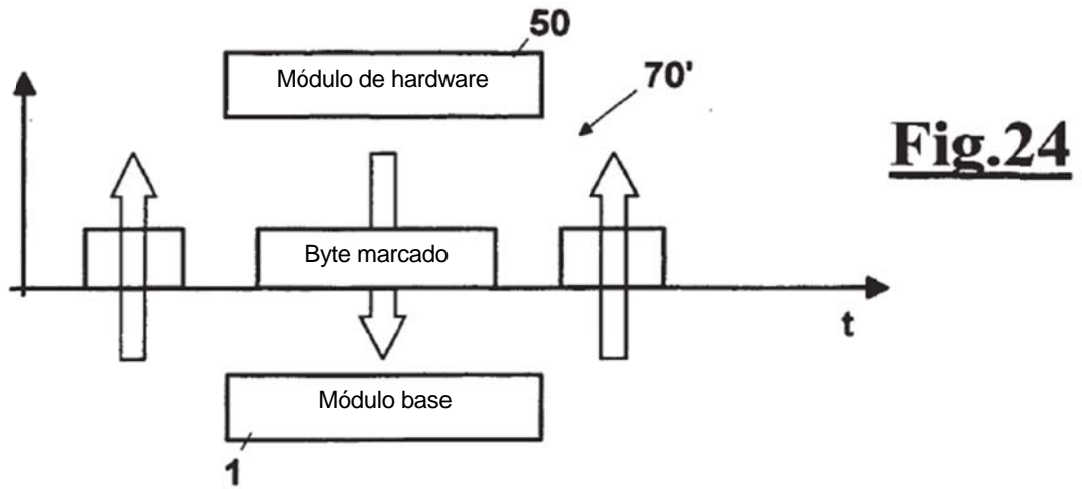 50
Módulo de hardware
70'
Fig.24
Byte marcado
t
Módulo base
1